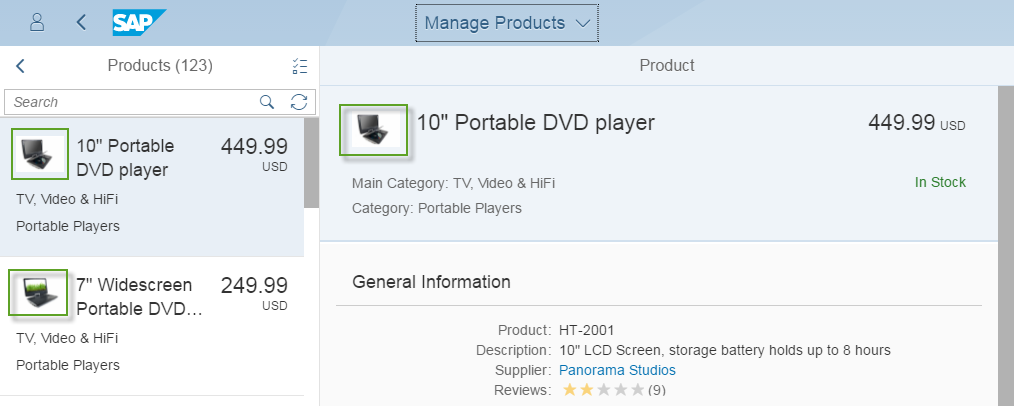 SAP
Manage Products
Products (123)
Search
10" Portable
DVD player
449.99
USD
TV, Video & HiFi
Portable Players
7" Widescreen
Portable DVD...
249.99
USD
TV, Video & HiFi
Portable Players
Product
10" Portable DVD player
449.99 USD
Main Category: TV, Video & HiFi
In Stock
Category: Portable Players
General Information
Product: HT-2001
Description: 10" LCD Screen, storage battery holds up to 8 hours
Supplier: Panorama Studios
Reviews: (9)